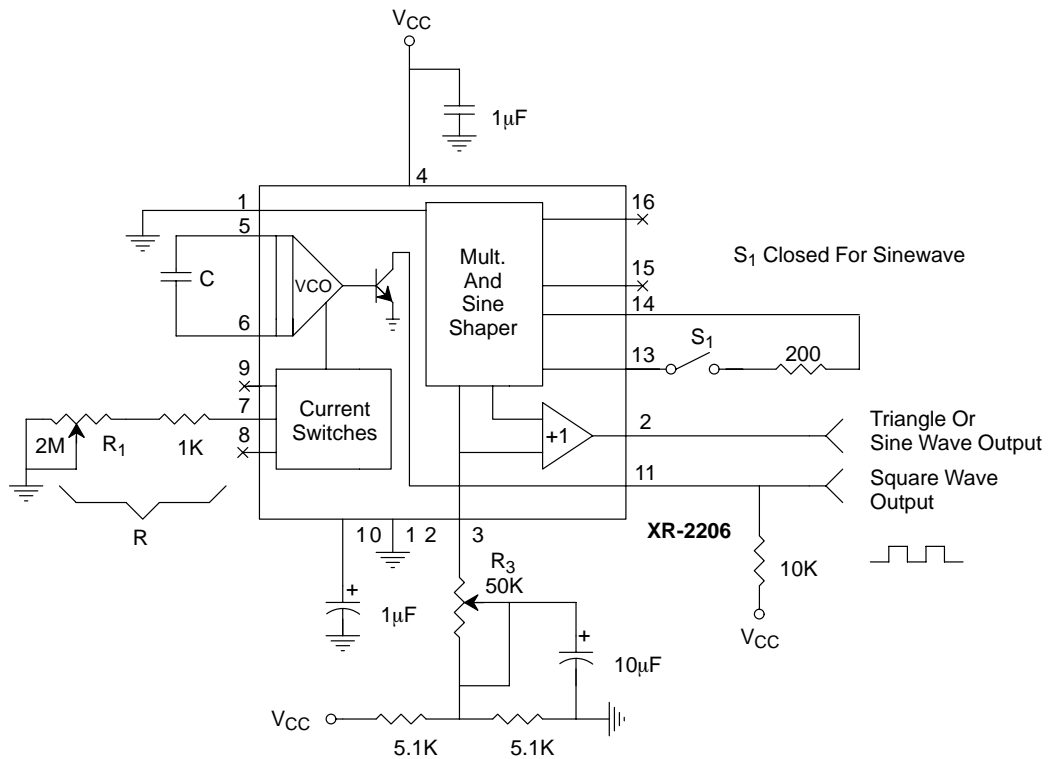 VCC
1μF
4
1
16
5
Mult.
And
Sine
Shaper
S1 Closed For Sinewave
C
VCO
15
14
6
S1
13
200
9
7
8
Current
Switches
2M
R1
1K
+1
2
Triangle Or
Sine Wave Output
11
Square Wave
Output
R
10
12
3
XR-2206
R3
50K
10K
1μF
VCC
10μF
VCC
5.1K
5.1K
+
+